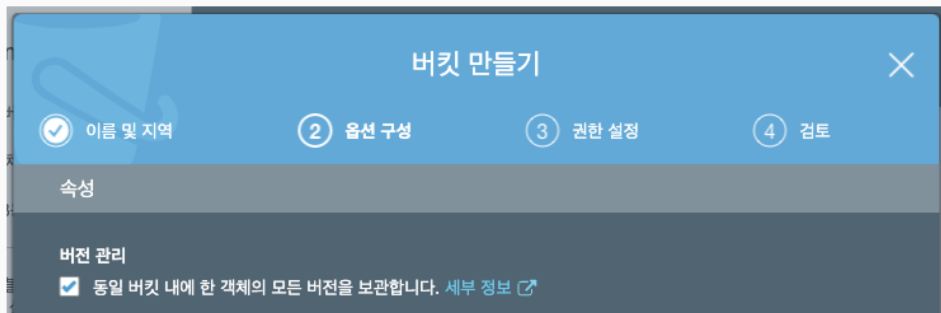 버킷 만들기
이름 및 지역
2 옵션 구성
3 권한 설정
4 검토
속성
버전 관리
동일 버킷 내에 한 객체의 모든 버전을 보관합니다. 세부 정보